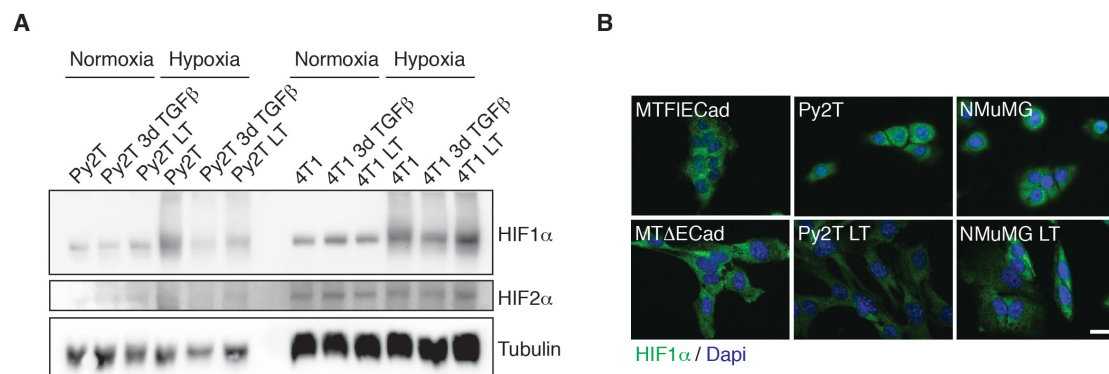 A
Normoxia Hypoxia Normoxia Hypoxia
Py2T
Py2T 3d TGFβ
Py2T LT
Py2T
Py2T 3d TGFβ
Py2T LT
4T1
4T1 3d TGFβ
4T1 LT
4T1
4T1 3d TGFβ
4T1 LT
HIF1α
HIF2α
Tubulin
B
MTFlECad Py2T NMuMG
MTΔECad Py2T LT NMuMG LT
HIF1α / Dapi